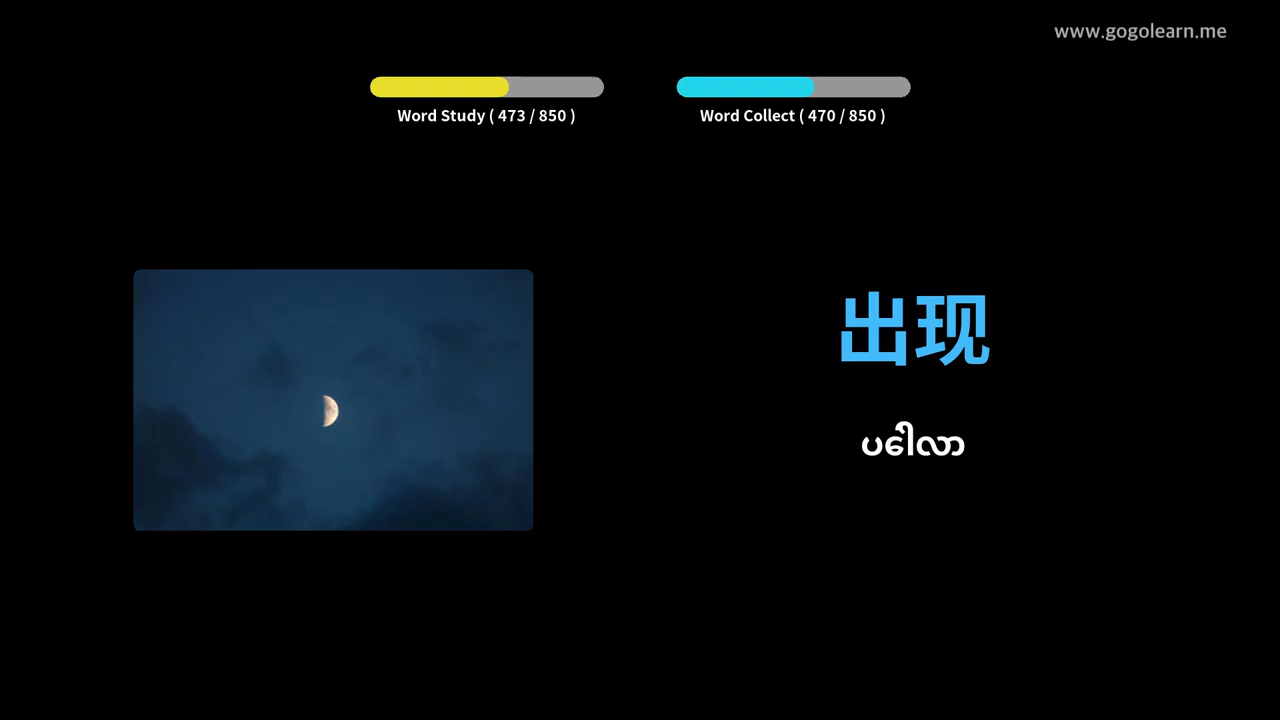 www.gogolearn.me
Word Study ( 473 / 850 )
Word Collect ( 470 / 850 )
出现
ပေါ်လာ